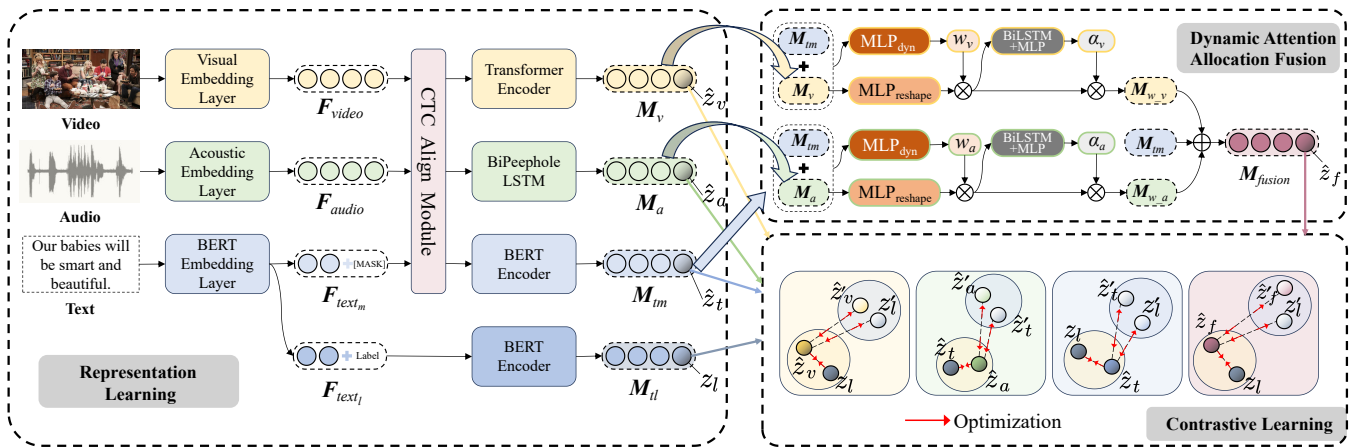 Visual
Embedding
Layer
F_video
Video
Acoustic
Embedding
Layer
F_audio
Audio
Our babies will
be smart and
beautiful.
Text
BERT
Embedding
Layer
+[MASK]
F_text_m
+ Label
F_text_l
CTC Align Module
Transformer
Encoder
M_v
ẑ_v
BiPeephole
LSTM
M_a
ẑ_a
BERT
Encoder
M_tm
ẑ_t
BERT
Encoder
M_tl
z_l
Representation
Learning
M_tm
+
M_v
MLP_dyn
MLP_reshape
w_v
BiLSTM
+MLP
α_v
M_w_v
M_tm
+
M_a
MLP_dyn
MLP_reshape
w_a
BiLSTM
+MLP
α_a
M_tm
M_w_a
M_fusion
ẑ_f
Dynamic Attention
Allocation Fusion
ẑ'_v
z'_l
ẑ_v
z_l
ẑ'_a
ẑ'_t
ẑ_t
ẑ_a
ẑ'_t
z'_l
z_l
ẑ_t
ẑ'_f
z'_l
ẑ_f
z_l
Optimization
Contrastive Learning